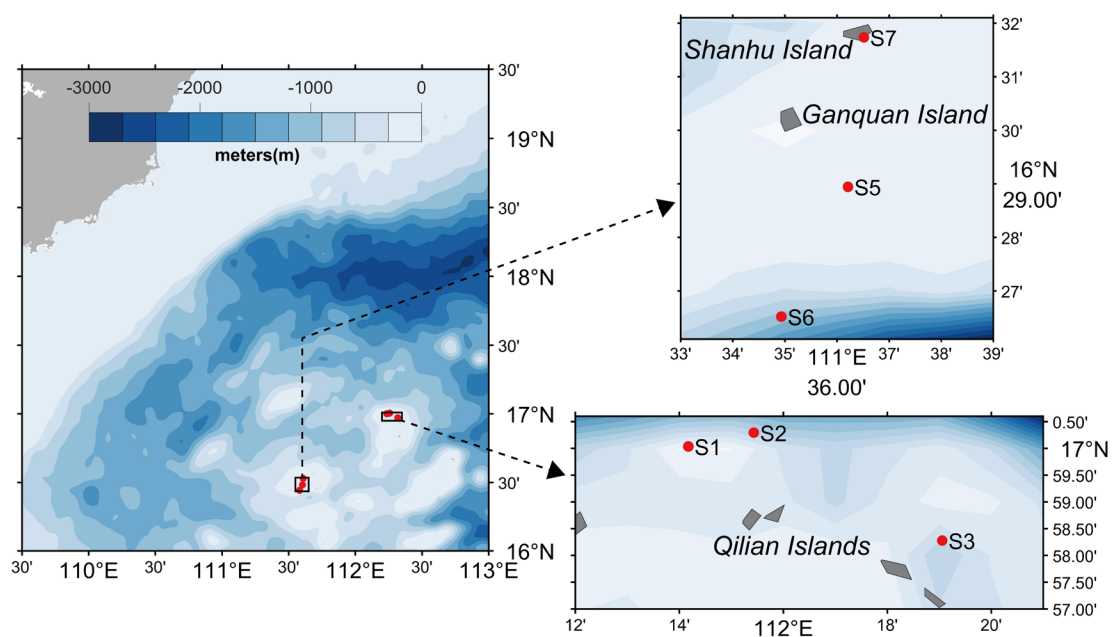 -3000 -2000 -1000 0
meters(m)
30'
19°N
30'
18°N
30'
17°N
30'
16°N
30' 110°E 30' 111°E 30' 112°E 113°E
32'
S7
Shanhu Island
31'
Ganquan Island
30'
16°N
S5
29.00'
28'
27'
S6
33' 34' 35' 111°E 37' 38' 39'
36.00'
0.50'
S1 S2
17°N
59.50'
59.00'
58.50'
Qilian Islands
S3
58.00'
57.50'
57.00'
12' 14' 112°E 18' 20'